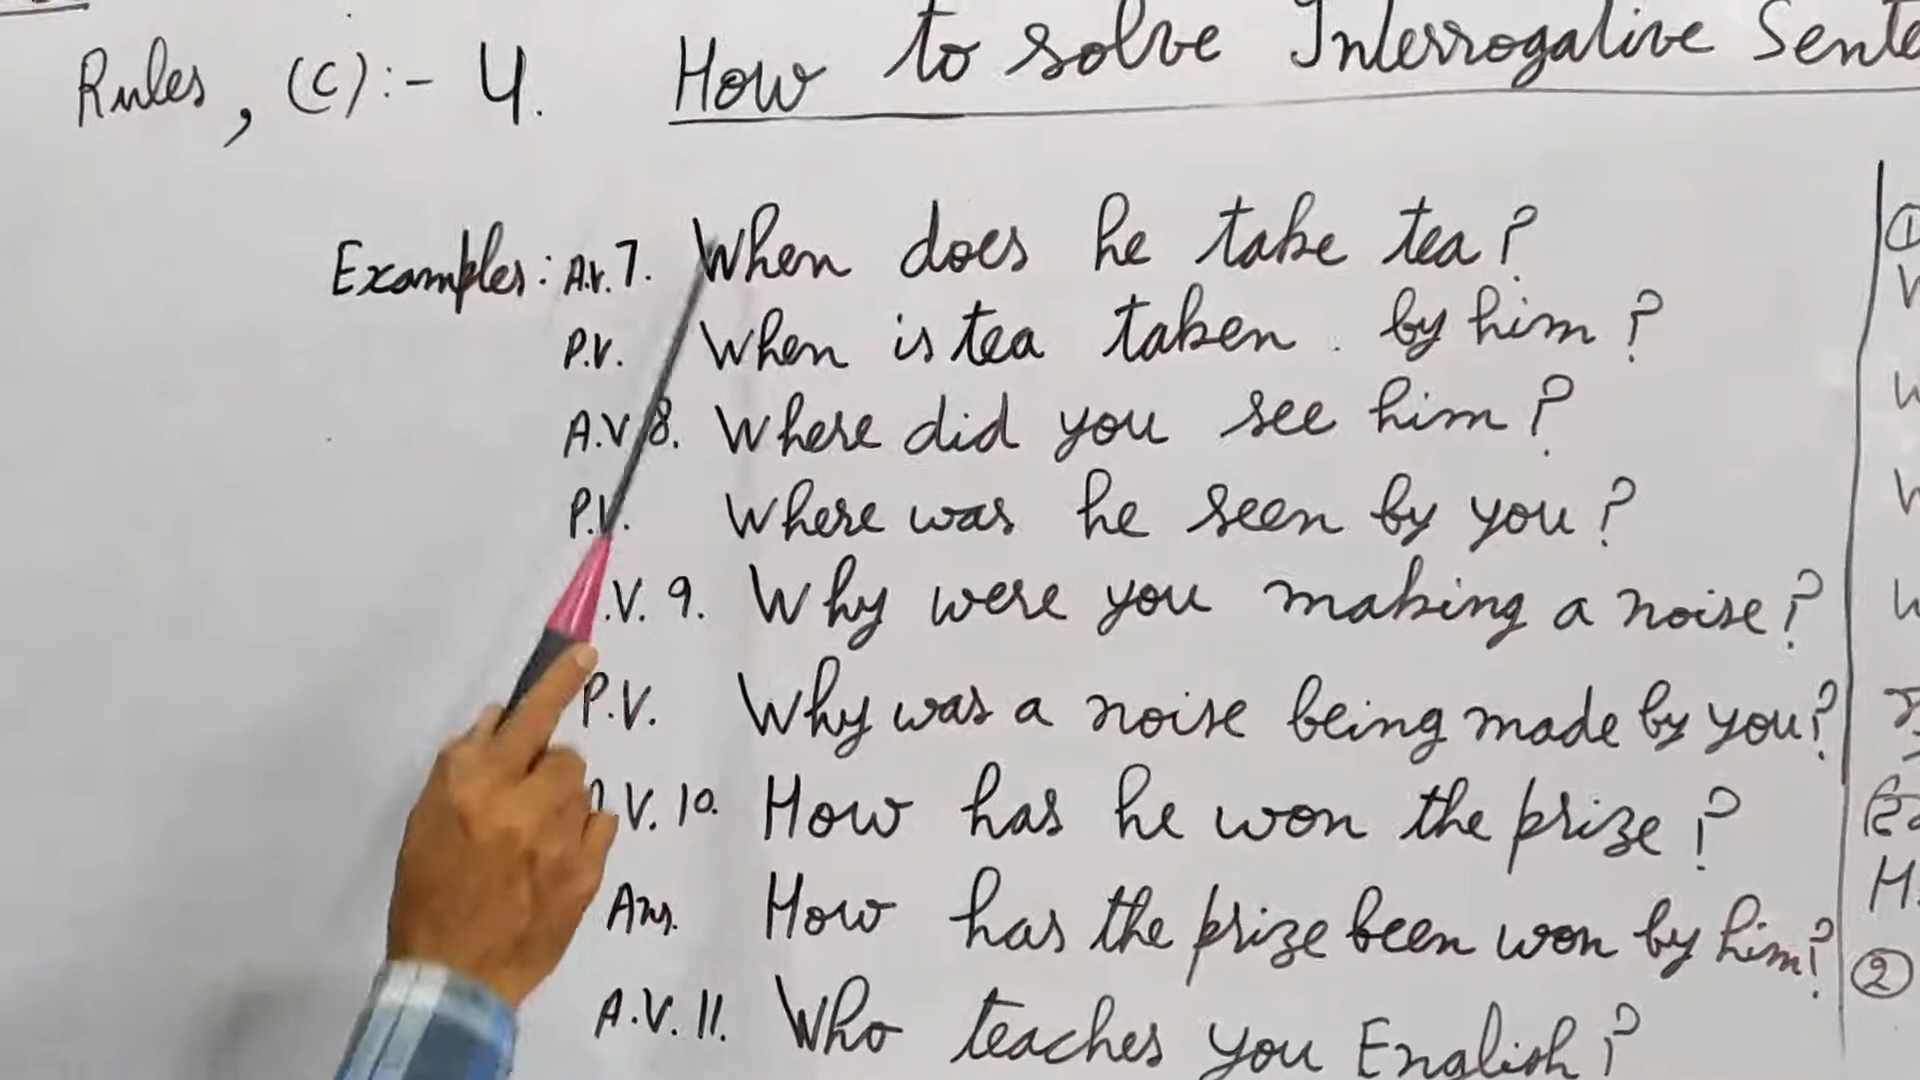 Rules, (C):- 4. How to solve Interrogative
Examples: A.V. 7. When does he take tea?
P.V. When is tea taken. by him?
A.V. 8. Where did you see him?
P.V. Where was he seen by you?
.V. 9. Why were you making a noise?
P.V. Why was a noise being made by you?
.V. 10. How has he won the prize?
Ans. How has the prize been won by him?
A.V. 11. Who teaches you English?
①
②